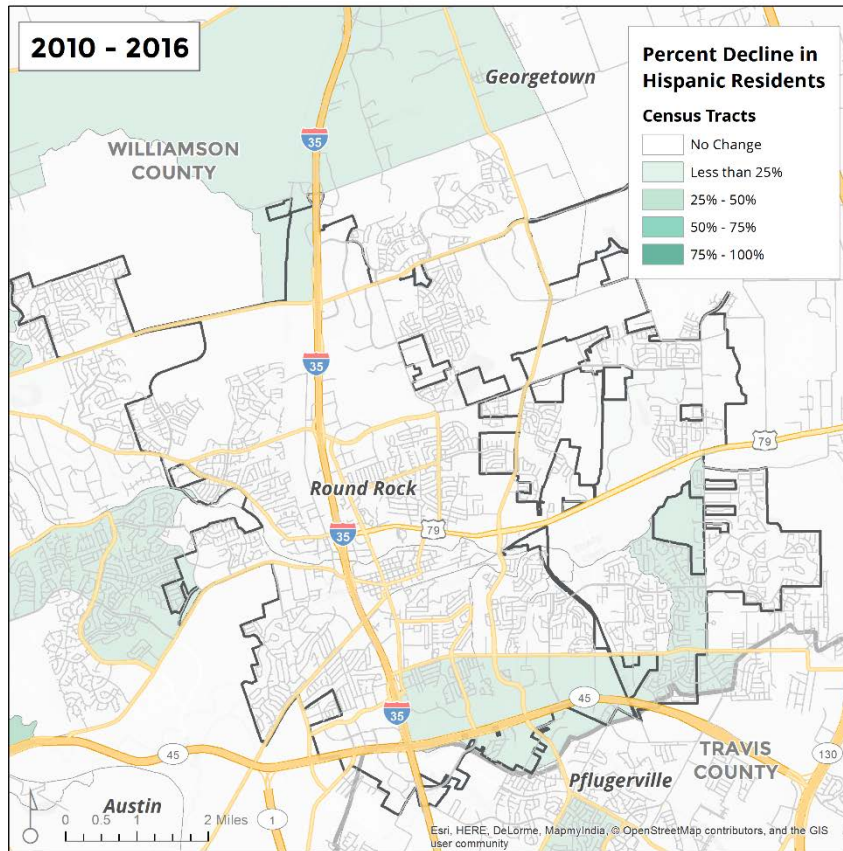 2010 - 2016
Georgetown
Percent Decline in
Hispanic Residents
Census Tracts
No Change
Less than 25%
25% - 50%
50% - 75%
75% - 100%
35
WILLIAMSON
COUNTY
35
79
Round Rock
79
35
45
35
45
TRAVIS
COUNTY
130
Pflugerville
Austin
1
0 0.5 1 2 Miles
Esri, HERE, DeLorme, MapmyIndia, © OpenStreetMap contributors, and the GIS
user community